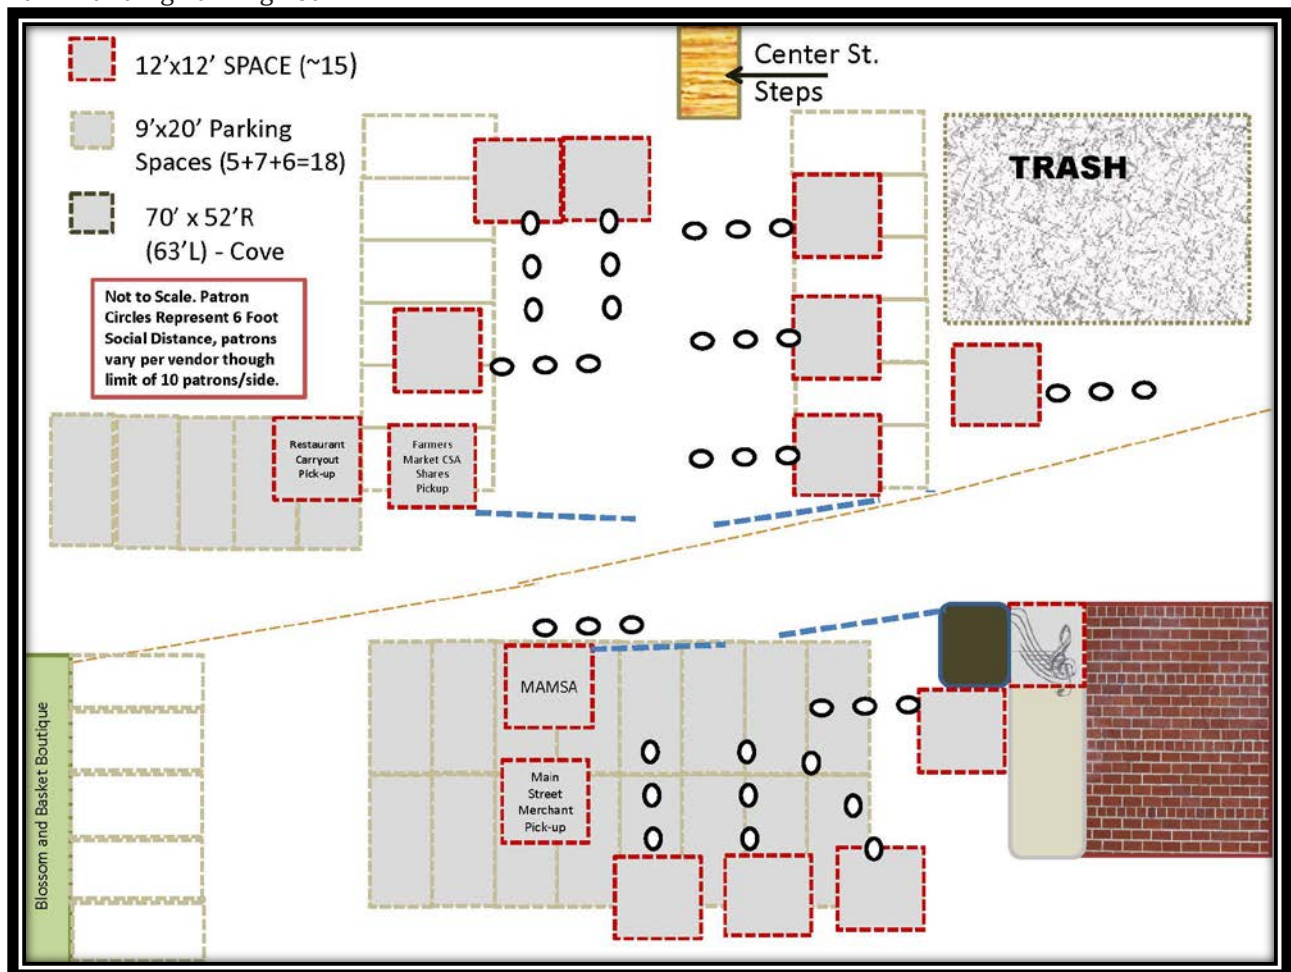 12’x12’ SPACE (~15)
9’x20’ Parking
Spaces (5+7+6=18)
70’ x 52’R
(63’L) - Cove
Not to Scale. Patron
Circles Represent 6 Foot
Social Distance, patrons
vary per vendor though
limit of 10 patrons/side.
Center St.
Steps
TRASH
Restaurant
Carryout
Pick-up
Farmers
Market CSA
Shares
Pickup
MAMSA
Main
Street
Merchant
Pick-up
Blossom and Basket Boutique